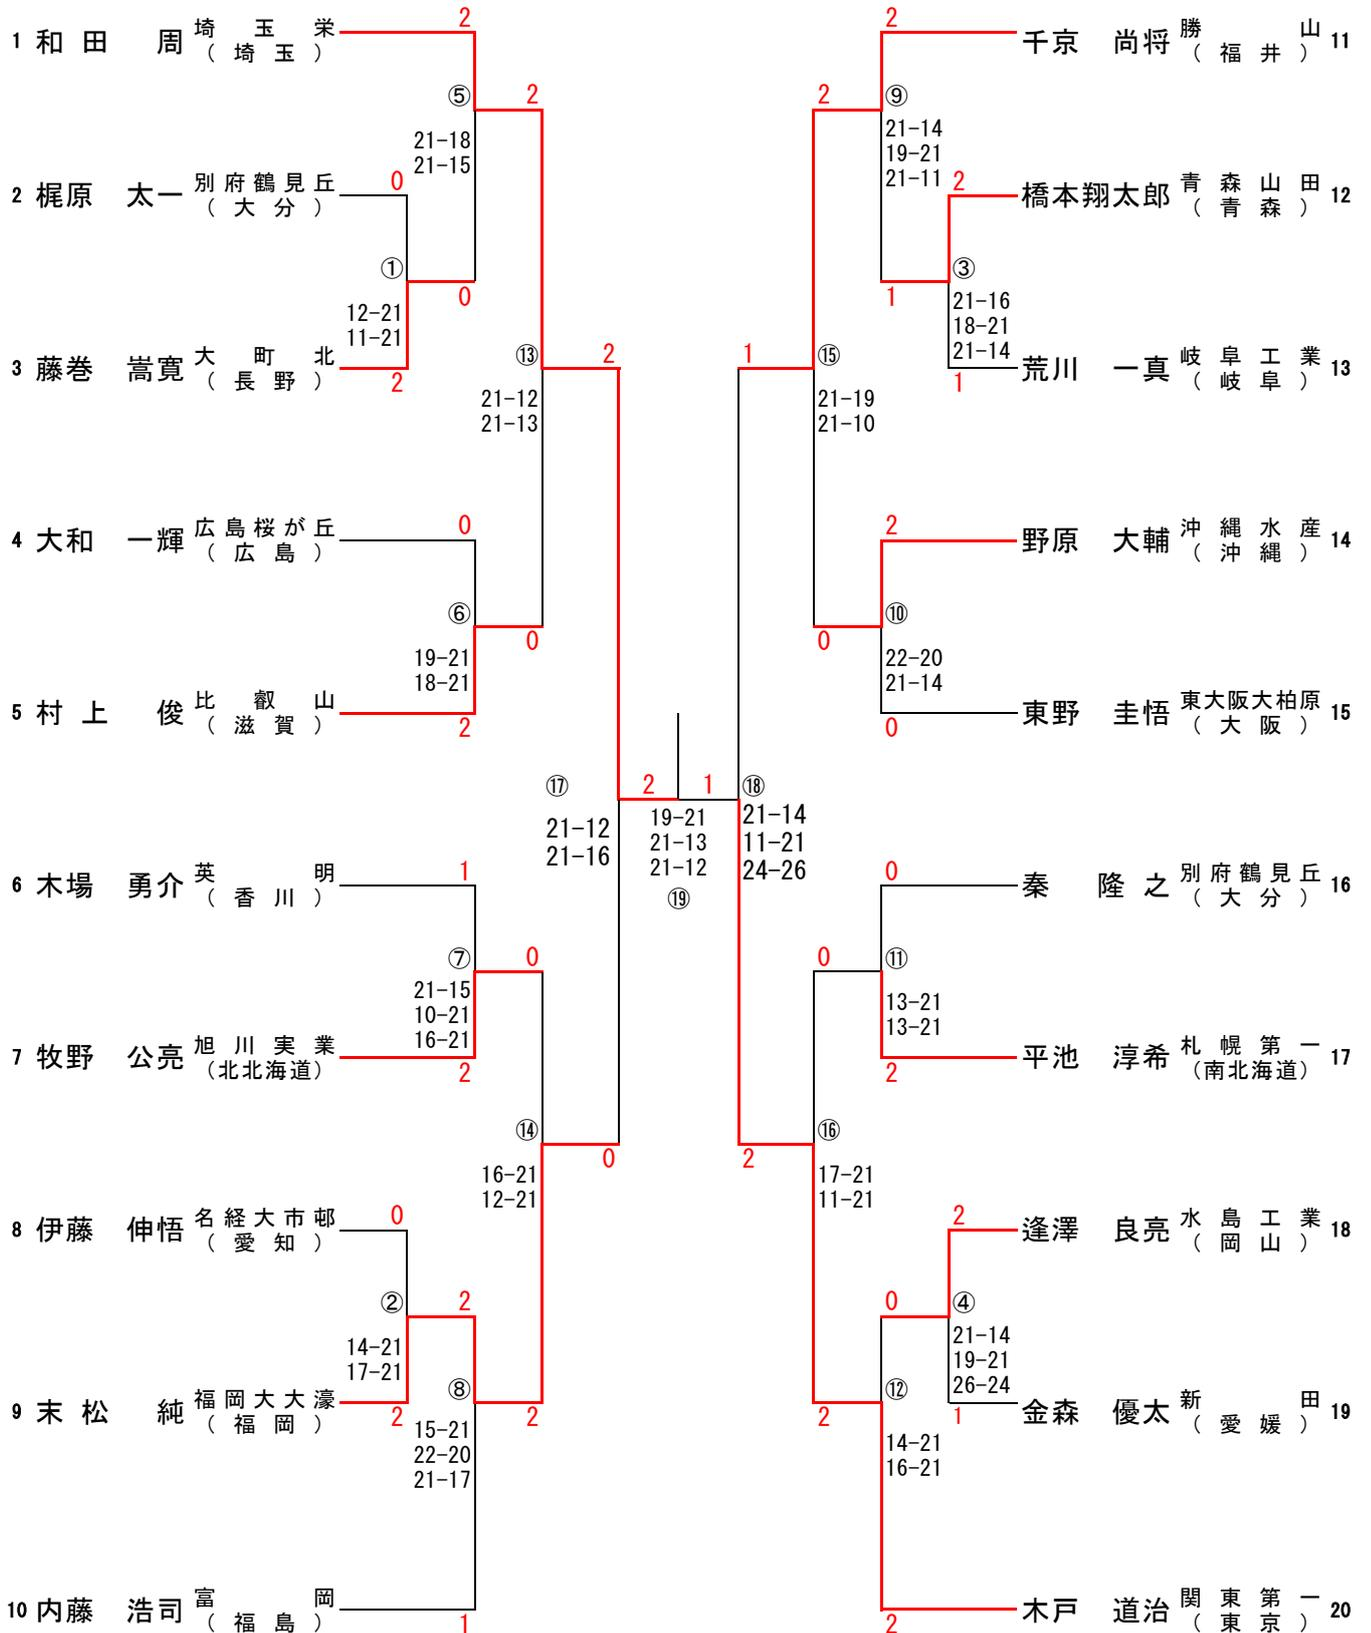 1 和田 周 埼玉栄
(埼玉)
2
⑤
2
21-18
21-15
2 梶原 太一 別府鶴見丘
(大分)
0
①
0
12-21
11-21
3 藤巻 嵩寛 大町北
(長野)
2
⑬
2
21-12
21-13
4 大和 一輝 広島桜が丘
(広島)
0
⑥
0
19-21
18-21
5 村上 俊 比叡山
(滋賀)
2
⑰
21-12
21-16
6 木場 勇介 英明
(香川)
1
⑦
0
21-15
10-21
16-21
7 牧野 公亮 旭川実業
(北北海道)
2
⑭
0
16-21
12-21
8 伊藤 伸悟 名経大市邨
(愛知)
0
②
2
14-21
17-21
9 末松 純 福岡大大濠
(福岡)
2
⑧
2
15-21
22-20
21-17
10 内藤 浩司 富岡
(福島)
1
2 1
19-21
21-13
21-12
⑲
2
千京 尚将 勝山 11
(福井)
2
⑨
21-14
19-21
21-11
2
橋本翔太郎 青森山田 12
(青森)
1
③
21-16
18-21
21-14
1
荒川 一真 岐阜工業 13
(岐阜)
1
⑮
21-19
21-10
2
野原 大輔 沖縄水産 14
(沖縄)
0
⑩
22-20
21-14
0
東野 圭悟 東大阪大柏原 15
(大阪)
⑱
21-14
11-21
24-26
0
秦 隆之 別府鶴見丘 16
(大分)
0
⑪
13-21
13-21
2
平池 淳希 札幌第一 17
(南北海道)
2
⑯
17-21
11-21
2
逢澤 良亮 水島工業 18
(岡山)
0
④
21-14
19-21
26-24
1
金森 優太 新田 19
(愛媛)
2
⑫
14-21
16-21
2
木戸 道治 関東第一 20
(東京)